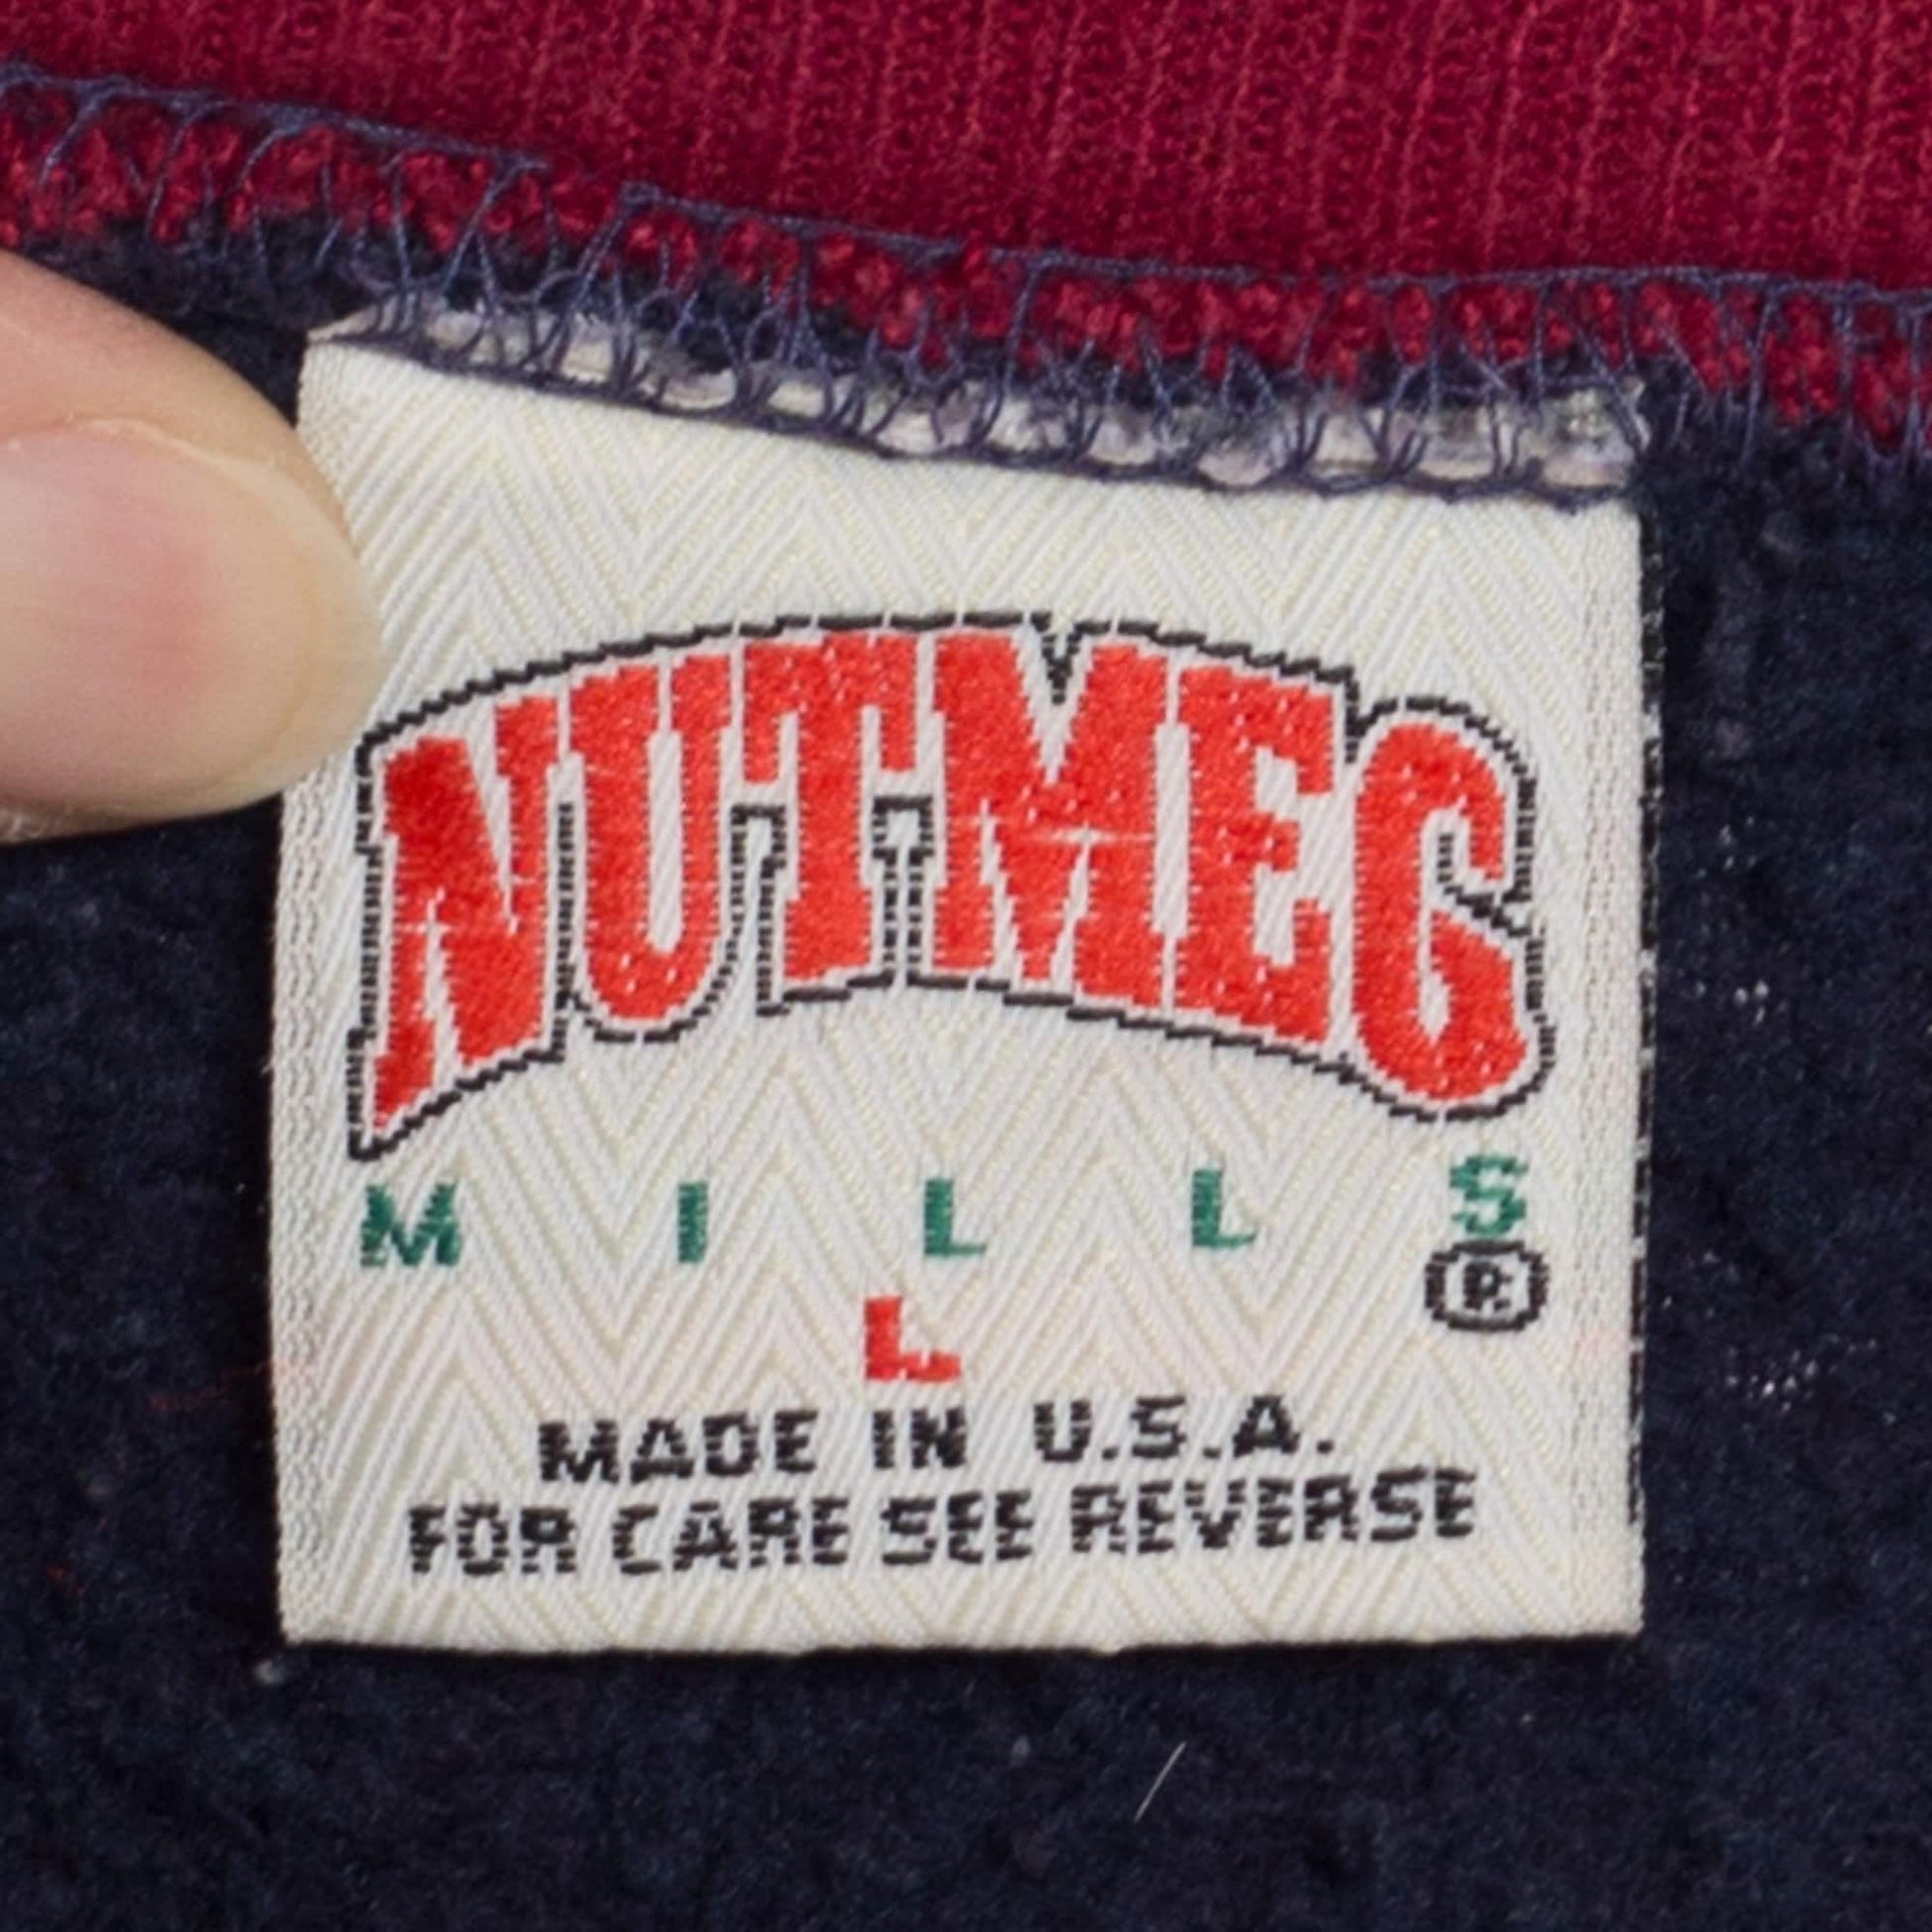 NUTMEG
MILLS
®
L
MADE IN U.S.A.
FOR CARE SEE REVERSE